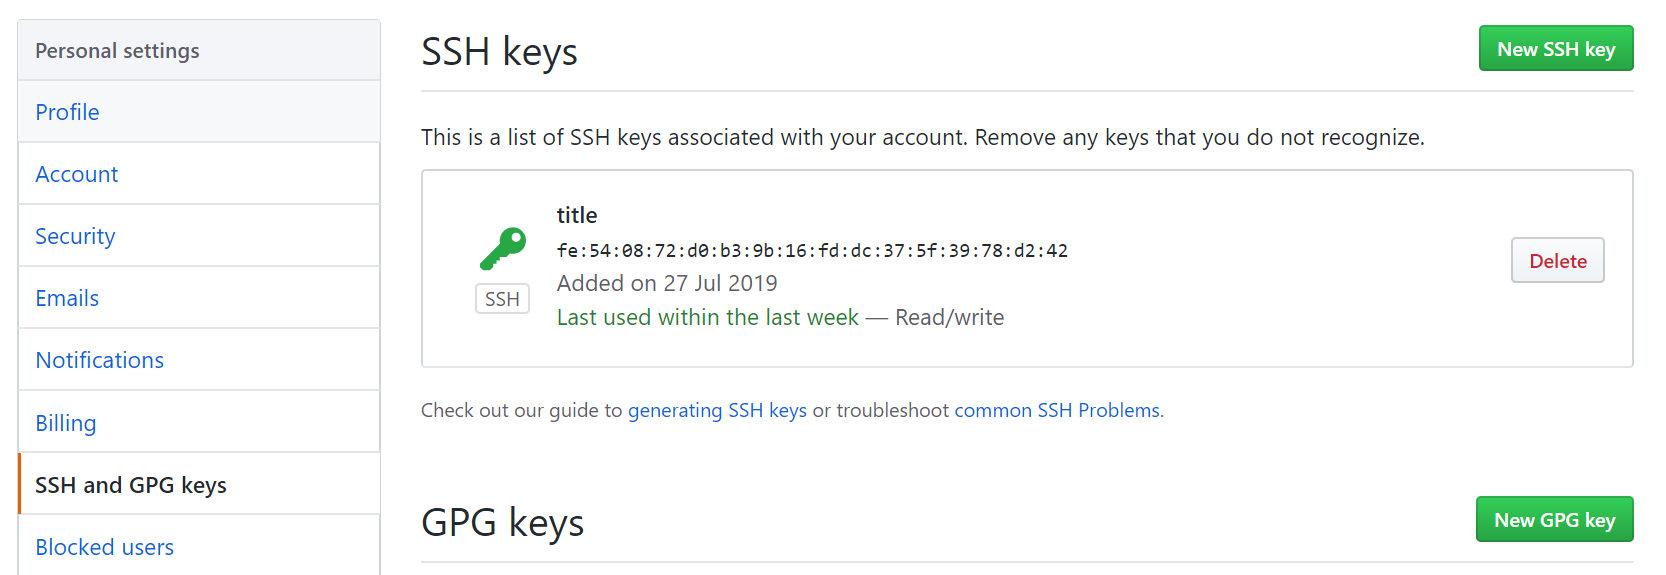 Personal settings
Profile
Account
Security
Emails
Notifications
Billing
SSH and GPG keys
Blocked users
SSH keys
New SSH key
This is a list of SSH keys associated with your account. Remove any keys that you do not recognize.
title
fe:54:08:72:d0:b3:9b:16:fd:dc:37:5f:39:78:d2:42
SSH
Added on 27 Jul 2019
Last used within the last week — Read/write
Delete
Check out our guide to generating SSH keys or troubleshoot common SSH Problems.
GPG keys
New GPG key